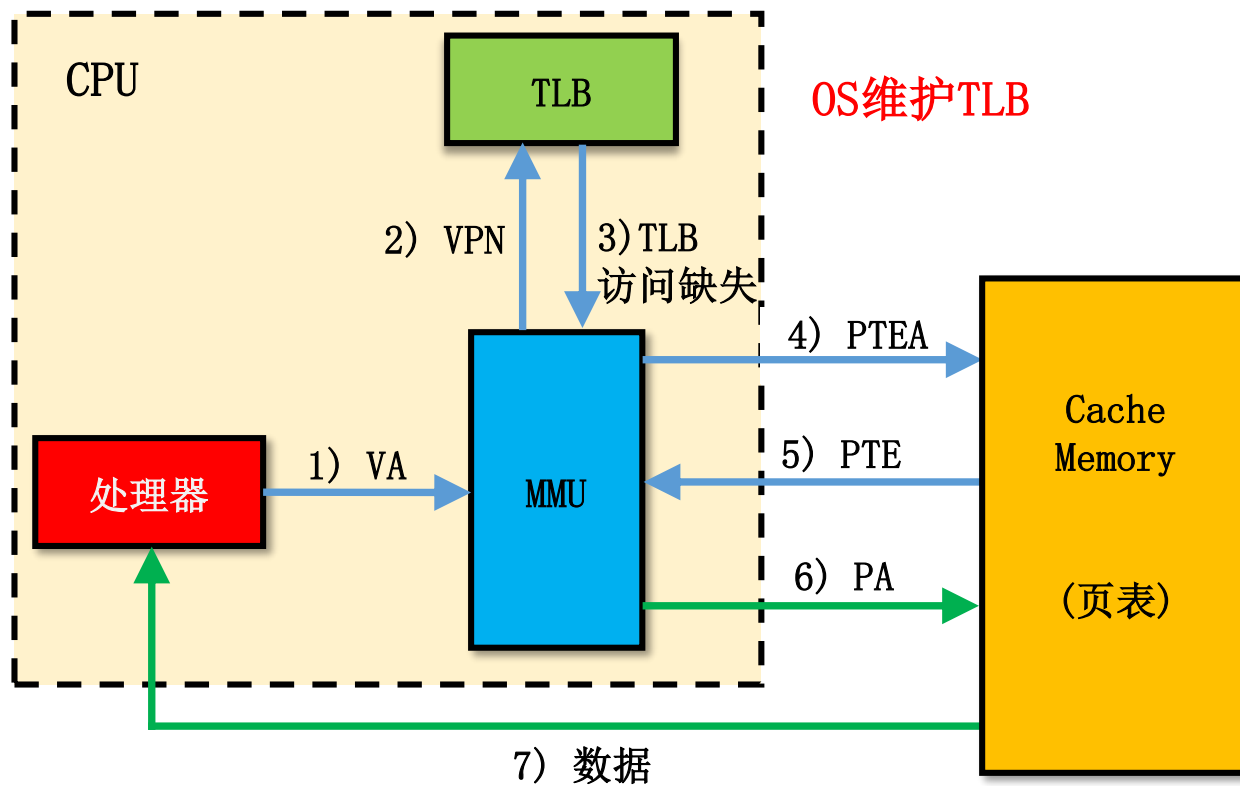 CPU
TLB
OS维护TLB
2) VPN
3)TLB
访问缺失
4) PTEA
Cache
Memory
1) VA
5) PTE
处理器
MMU
6) PA
(页表)
7) 数据